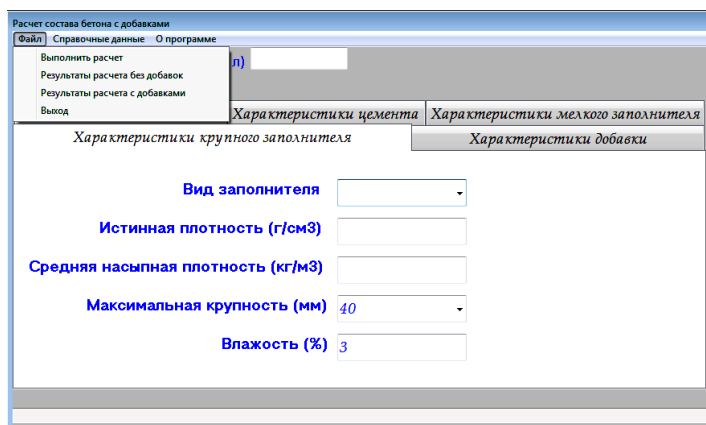 Расчет состава бетона с добавками
Файл Справочные данные О программе
Выполнить расчет
л)
Результаты расчета без добавок
Результаты расчета с добавками
Выход
Характеристики цемента Характеристики мелкого заполнителя
Характеристики крупного заполнителя Характеристики добавки
Вид заполнителя
Истинная плотность (г/см3)
Средняя насыпная плотность (кг/м3)
Максимальная крупность (мм) 40
Влажость (%) 3